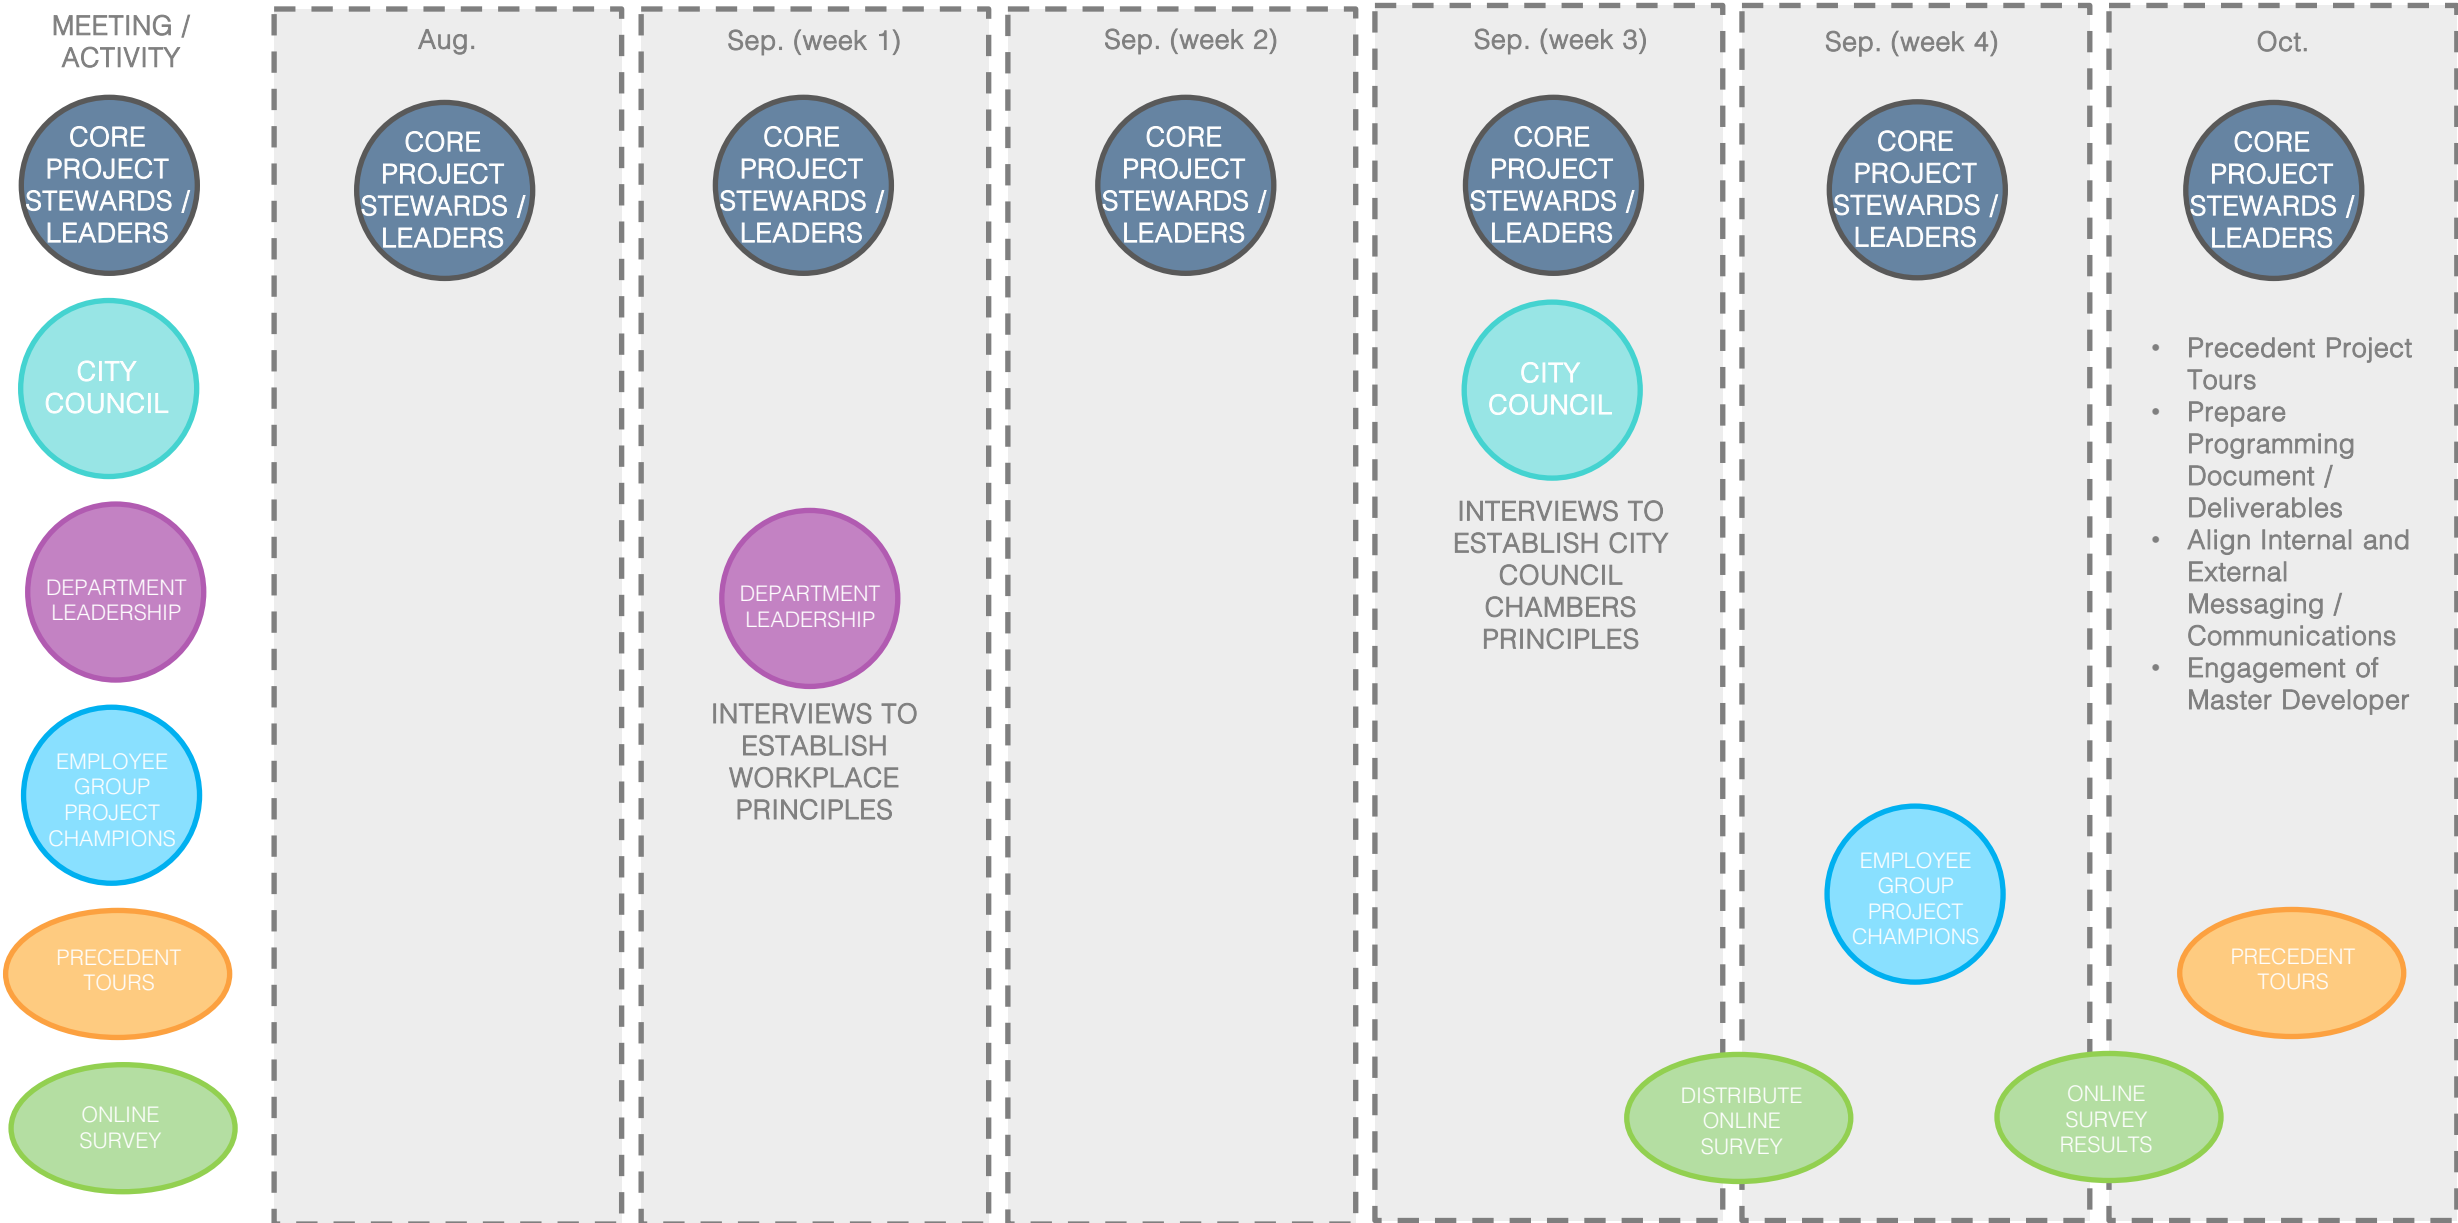 MEETING /
ACTIVITY
CORE
PROJECT
STEWARDS /
LEADERS
CITY
COUNCIL
DEPARTMENT
LEADERSHIP
EMPLOYEE
GROUP
PROJECT
CHAMPIONS
PRECEDENT
TOURS
ONLINE
SURVEY
Aug.
CORE
PROJECT
STEWARDS /
LEADERS
Sep. (week 1)
CORE
PROJECT
STEWARDS /
LEADERS
DEPARTMENT
LEADERSHIP
INTERVIEWS TO
ESTABLISH
WORKPLACE
PRINCIPLES
Sep. (week 2)
CORE
PROJECT
STEWARDS /
LEADERS
Sep. (week 3)
CORE
PROJECT
STEWARDS /
LEADERS
CITY
COUNCIL
INTERVIEWS TO
ESTABLISH CITY
COUNCIL
CHAMBERS
PRINCIPLES
DISTRIBUTE
ONLINE
SURVEY
Sep. (week 4)
CORE
PROJECT
STEWARDS /
LEADERS
EMPLOYEE
GROUP
PROJECT
CHAMPIONS
ONLINE
SURVEY
RESULTS
Oct.
CORE
PROJECT
STEWARDS /
LEADERS
• Precedent Project
Tours
• Prepare
Programming
Document /
Deliverables
• Align Internal and
External
Messaging /
Communications
• Engagement of
Master Developer
PRECEDENT
TOURS